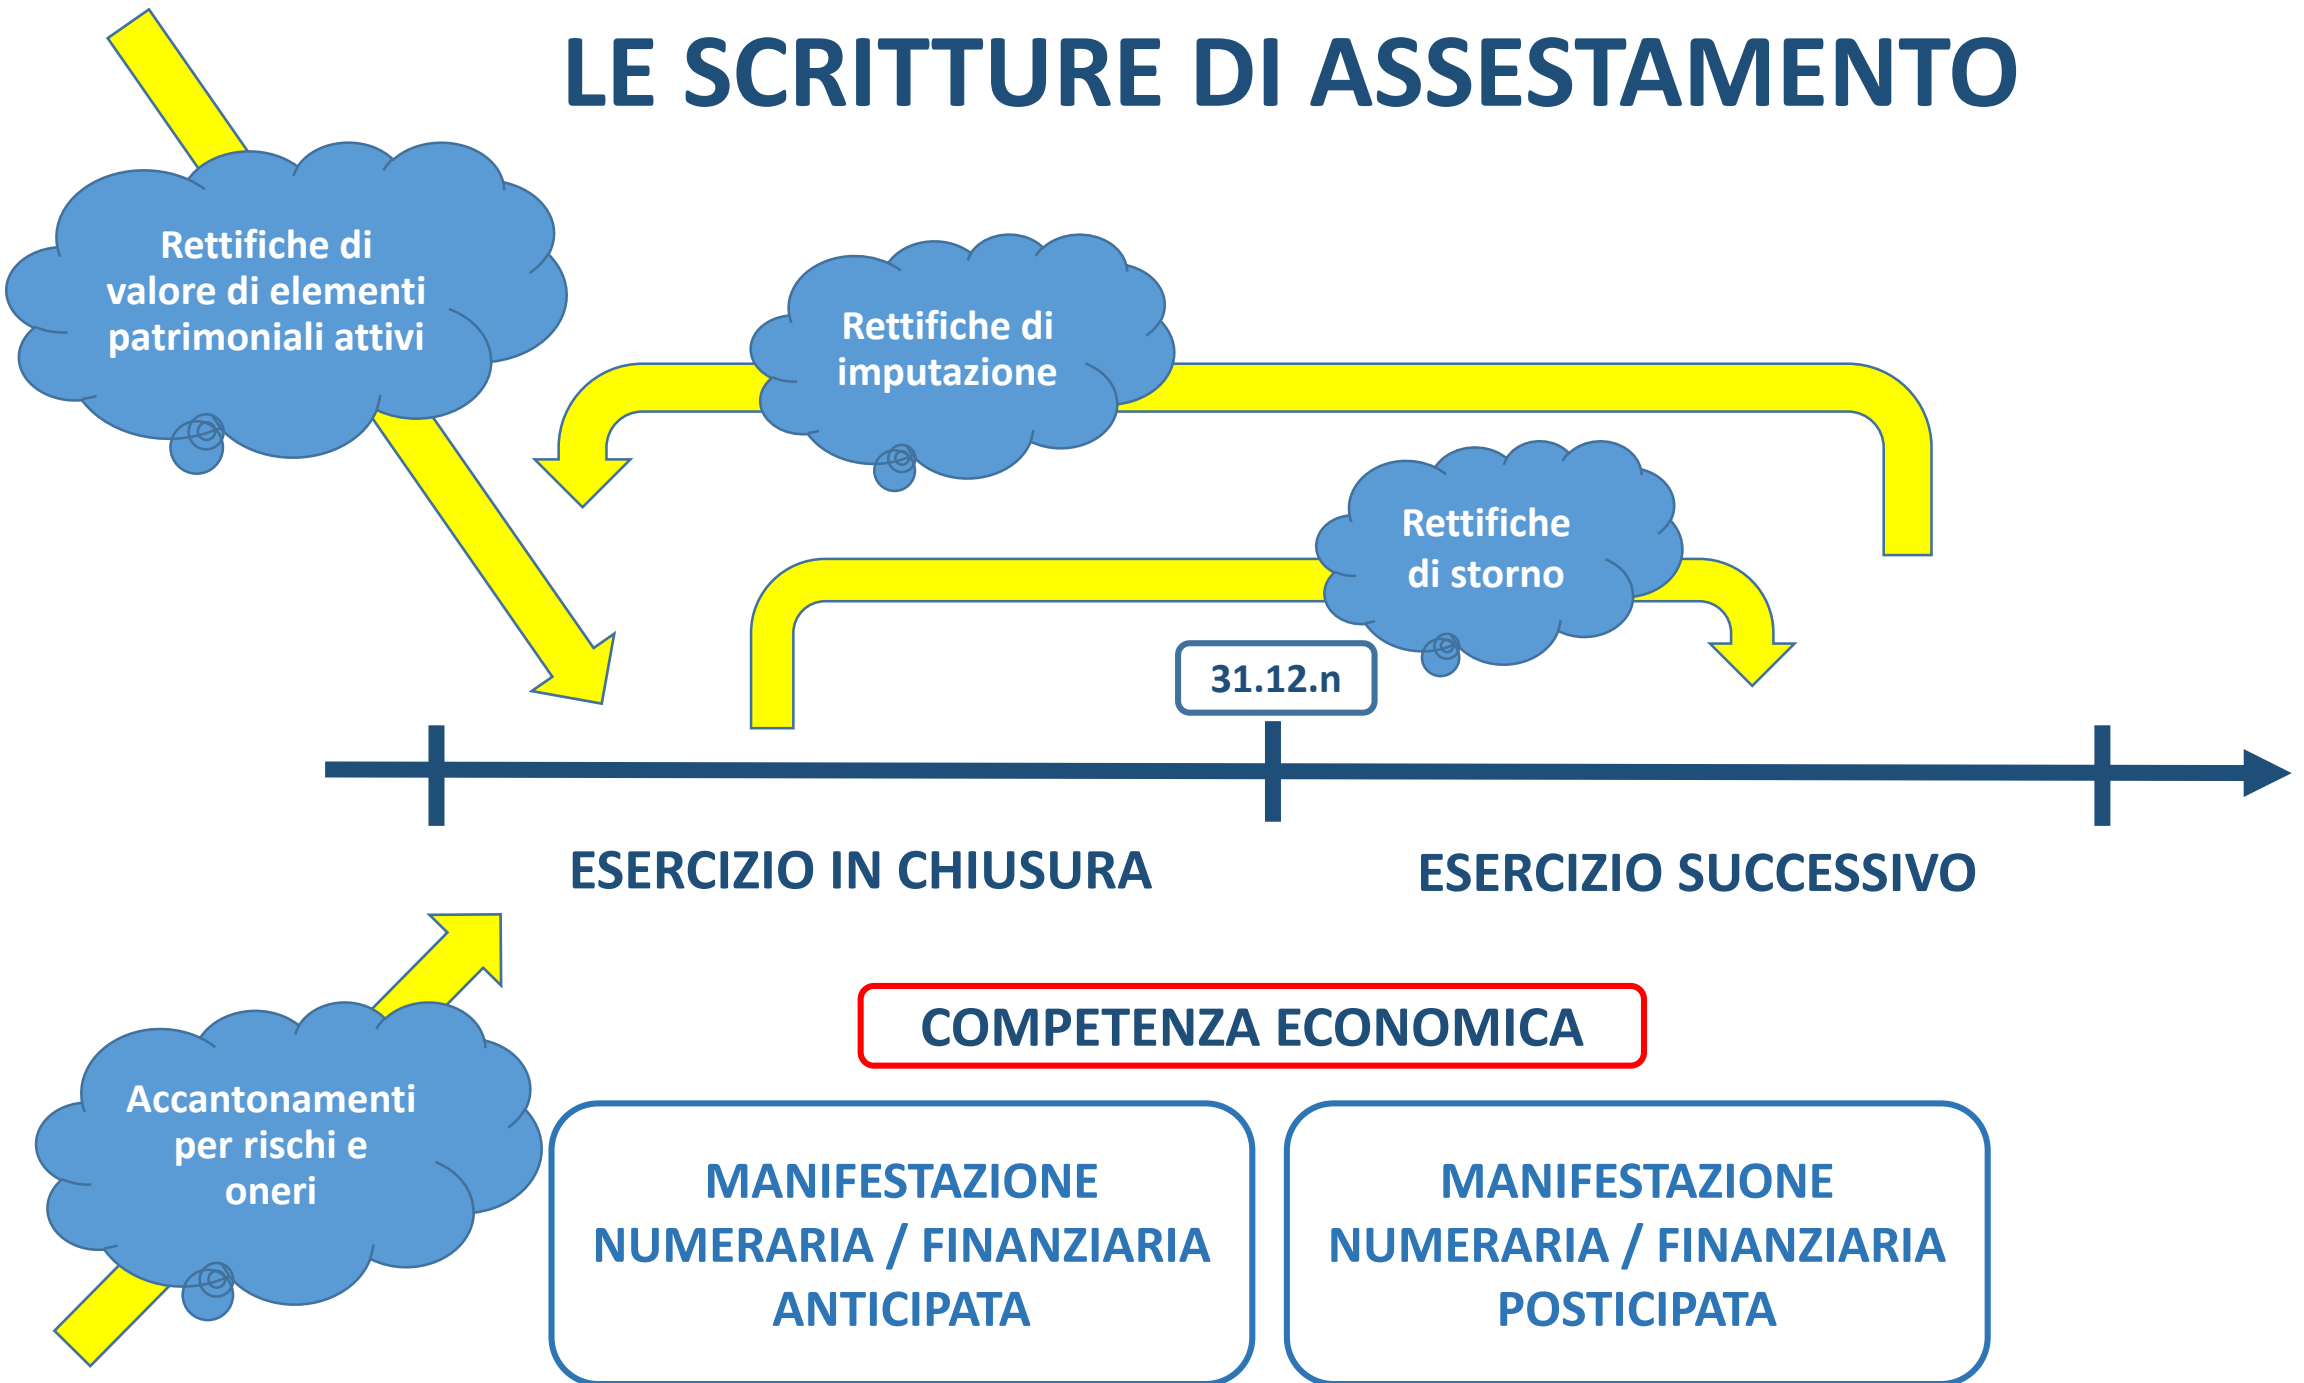 LE SCRITTURE DI ASSESTAMENTO
Rettifiche di
valore di elementi
patrimoniali attivi
Rettifiche di
imputazione
Rettifiche
di storno
31.12.n
ESERCIZIO IN CHIUSURA
ESERCIZIO SUCCESSIVO
COMPETENZA ECONOMICA
Accantonamenti
per rischi e
oneri
MANIFESTAZIONE
NUMERARIA / FINANZIARIA
ANTICIPATA
MANIFESTAZIONE
NUMERARIA / FINANZIARIA
POSTICIPATA